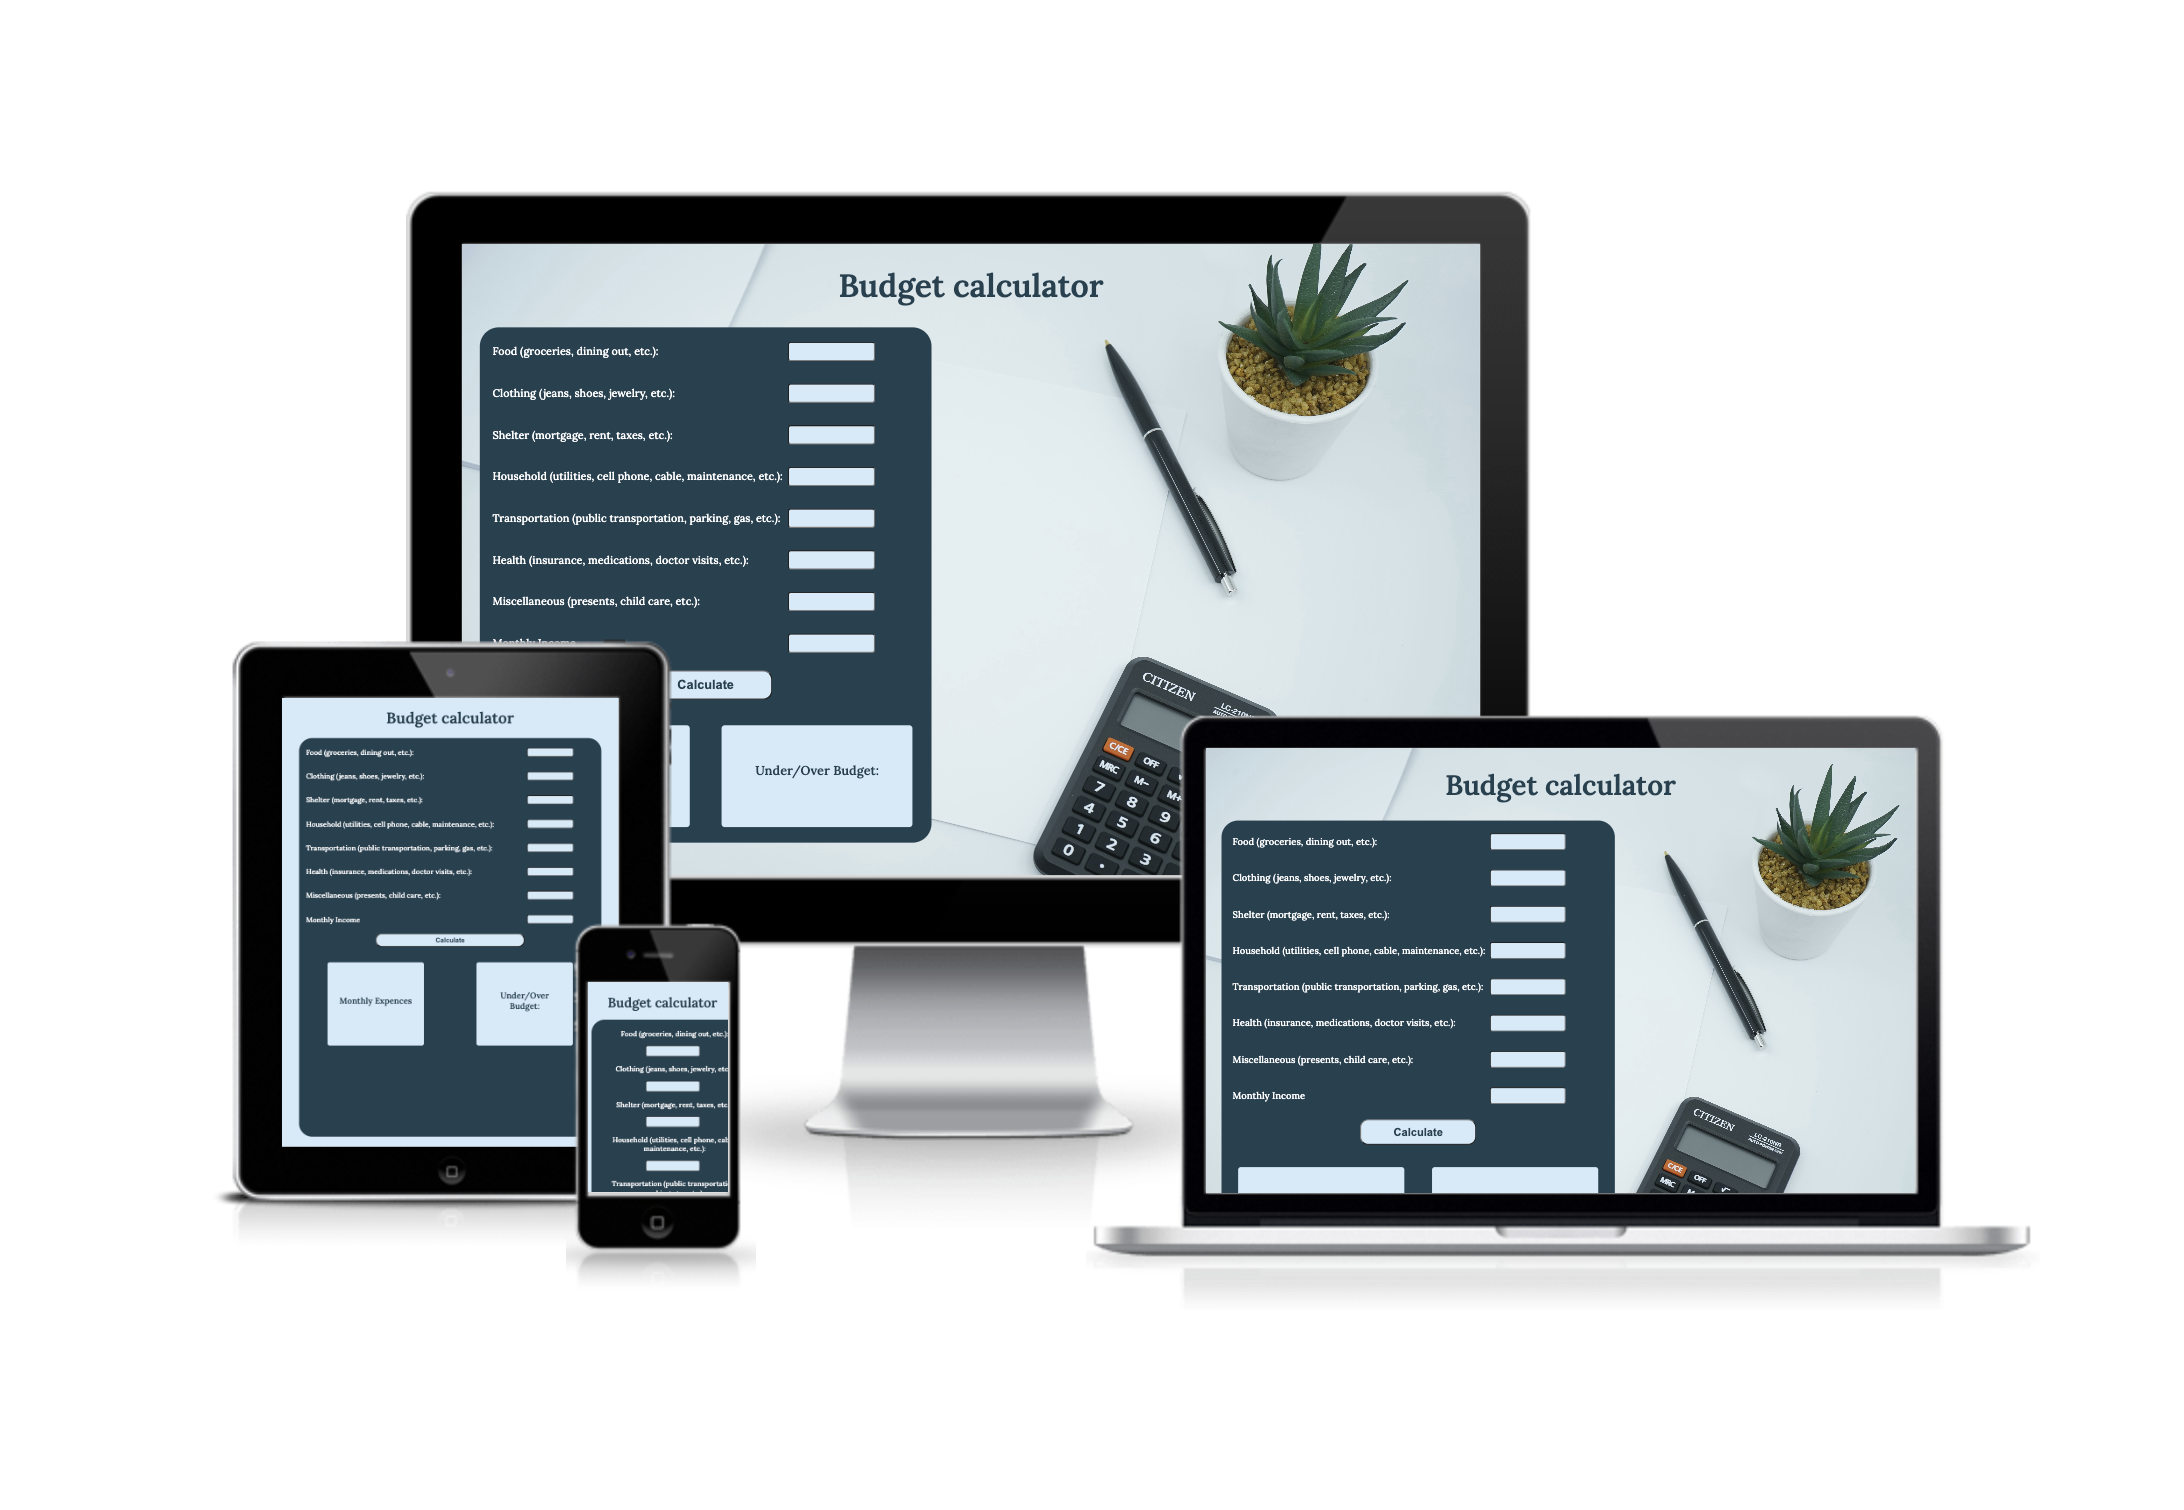 Budget calculator
Food (groceries, dining out, etc.):
Clothing (jeans, shoes, jewelry, etc.):
Shelter (mortgage, rent, taxes, etc.):
Household (utilities, cell phone, cable, maintenance, etc.):
Transportation (public transportation, parking, gas, etc.):
Health (insurance, medications, doctor visits, etc.):
Miscellaneous (presents, child care, etc.):
Monthly Income
Calculate
Under/Over Budget:
CITIZEN
LC-210
C/CE OFF
MRC M- M+
7 8
4 5 9
1 2 6
0 . 3
Budget calculator
Food (groceries, dining out, etc.):
Clothing (jeans, shoes, jewelry, etc.):
Shelter (mortgage, rent, taxes, etc.):
Household (utilities, cell phone, cable, maintenance, etc.):
Transportation (public transportation, parking, gas, etc.):
Health (insurance, medications, doctor visits, etc.):
Miscellaneous (presents, child care, etc.):
Monthly Income
Calculate
Monthly Expences
Under/Over
Budget:
Budget calculator
Food (groceries, dining out, etc.):
Clothing (jeans, shoes, jewelry, etc
Shelter (mortgage, rent, taxes, etc
Household (utilities, cell phone, cab
maintenance, etc.):
Transportation (public transportati
Budget calculator
Food (groceries, dining out, etc.):
Clothing (jeans, shoes, jewelry, etc.):
Shelter (mortgage, rent, taxes, etc.):
Household (utilities, cell phone, cable, maintenance, etc.):
Transportation (public transportation, parking, gas, etc.):
Health (insurance, medications, doctor visits, etc.):
Miscellaneous (presents, child care, etc.):
Monthly Income
Calculate
CITIZEN
LC-210NR
C/CE OFF √
MRC